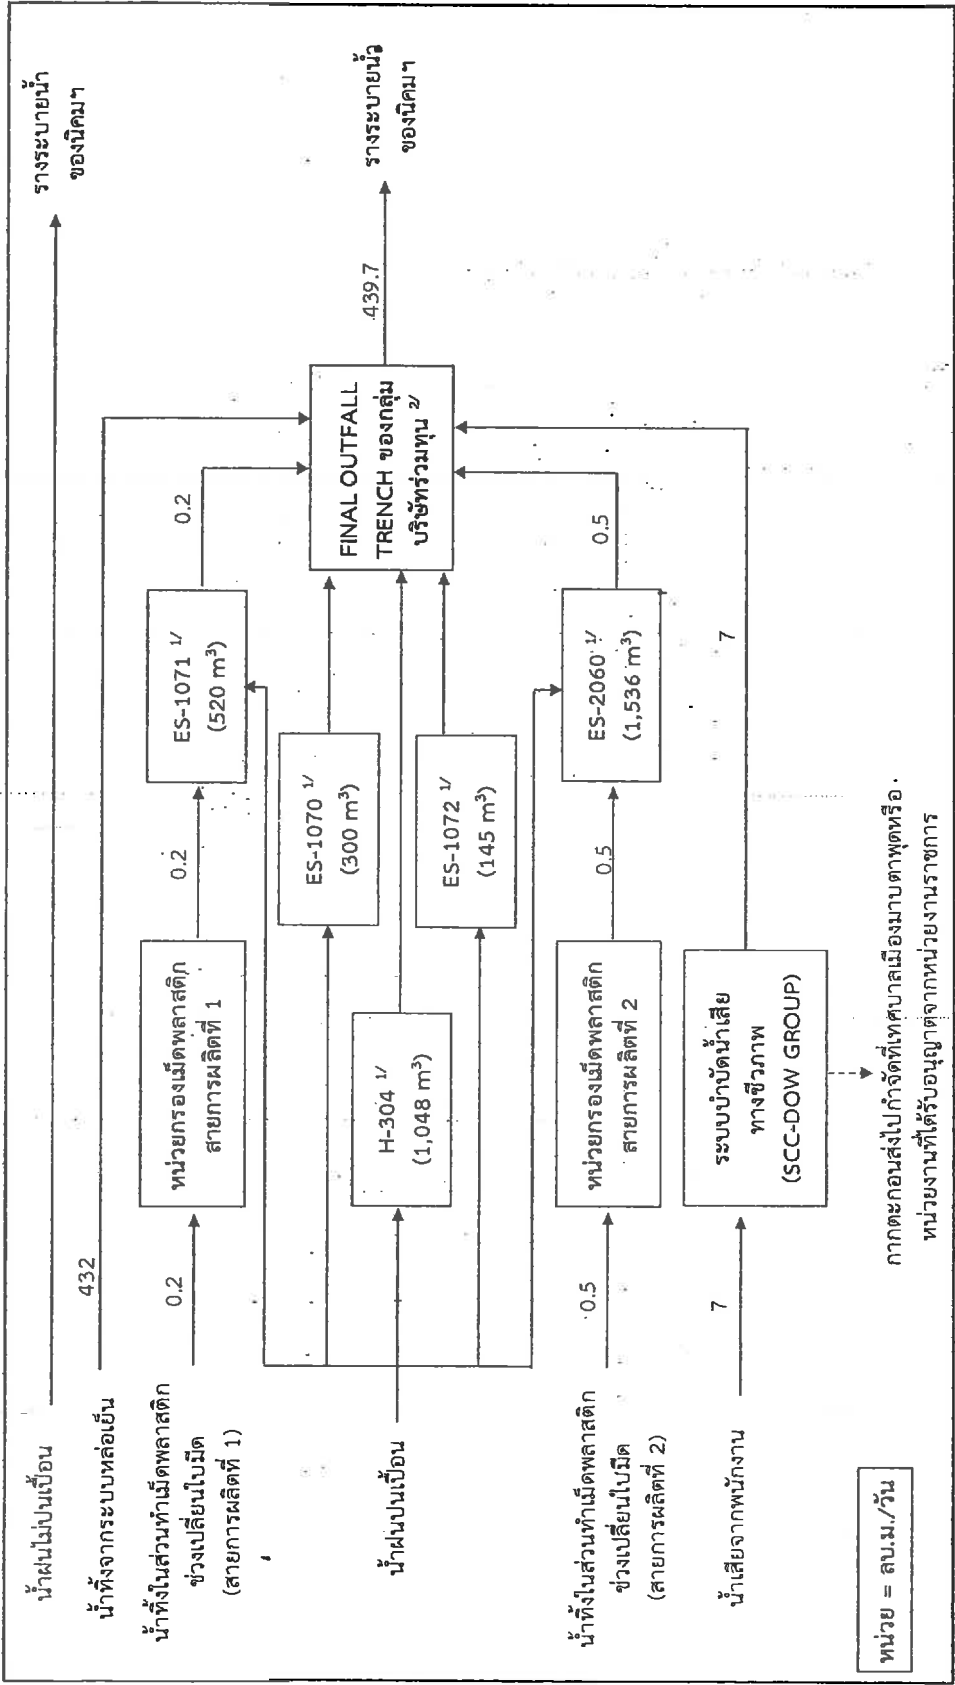 น้ำฝนไม่ปนเปื้อน
รางระบายน้ำ
ของนิคมฯ
น้ำทิ้งจากระบบหล่อเย็น
432
น้ำทิ้งในส่วนทำเม็ดพลาสติก
ช่วงเปลี่ยนใบมีด
(สายการผลิตที่ 1)
0.2
หน่วยกรองเม็ดพลาสติก
สายการผลิตที่ 1
0.2
ES-1071 1/
(520 m³)
0.2
ES-1070 1/
(300 m³)
น้ำฝนปนเปื้อน
H-304 1/
(1,048 m³)
ES-1072 1/
(145 m³)
FINAL OUTFALL
TRENCH ของกลุ่ม
บริษัทร่วมทุน 2/
439.7
รางระบายน้ำ
ของนิคมฯ
น้ำทิ้งในส่วนทำเม็ดพลาสติก
ช่วงเปลี่ยนใบมีด
(สายการผลิตที่ 2)
0.5
หน่วยกรองเม็ดพลาสติก
สายการผลิตที่ 2
0.5
ES-2060 1/
(1,536 m³)
0.5
น้ำเสียจากพนักงาน
7
ระบบบำบัดน้ำเสีย
ทางชีวภาพ
(SCC-DOW GROUP)
7
กากตะกอนส่งไปกำจัดที่เทศบาลเมืองมาบตาพุดหรือ
หน่วยงานที่ได้รับอนุญาตจากหน่วยงานราชการ
หน่วย = ลบ.ม./วัน